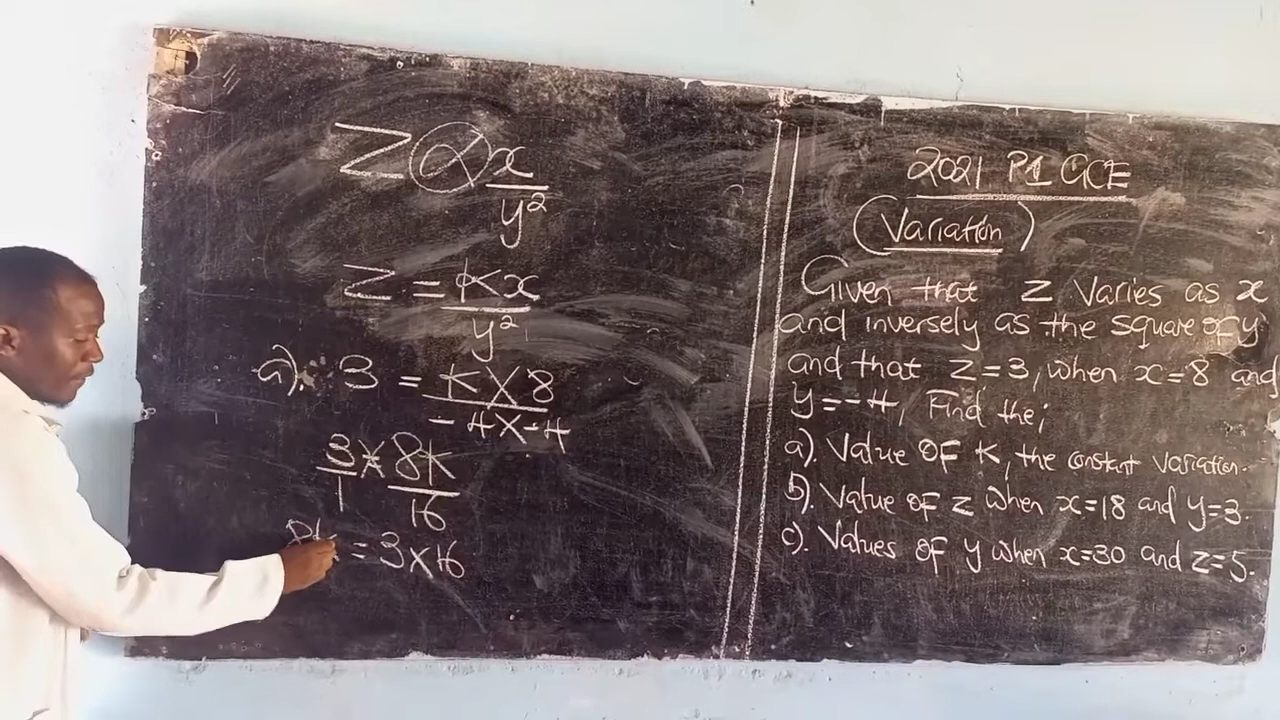 Z ∝ x
y²
Z = Kx
y²
a). 3 = K X 8
-4 X -4
3 X 8K
1 16
= 3 X 16
2021 P1 GCE
(Variation)
Given that Z Varies as x
and inversely as the square of y
and that Z=3, when x=8 and
y=-4, Find the;
a). Value OF K, the constant variation.
b). Value OF Z when x=18 and y=3.
c). Values OF y when x=30 and Z=5.